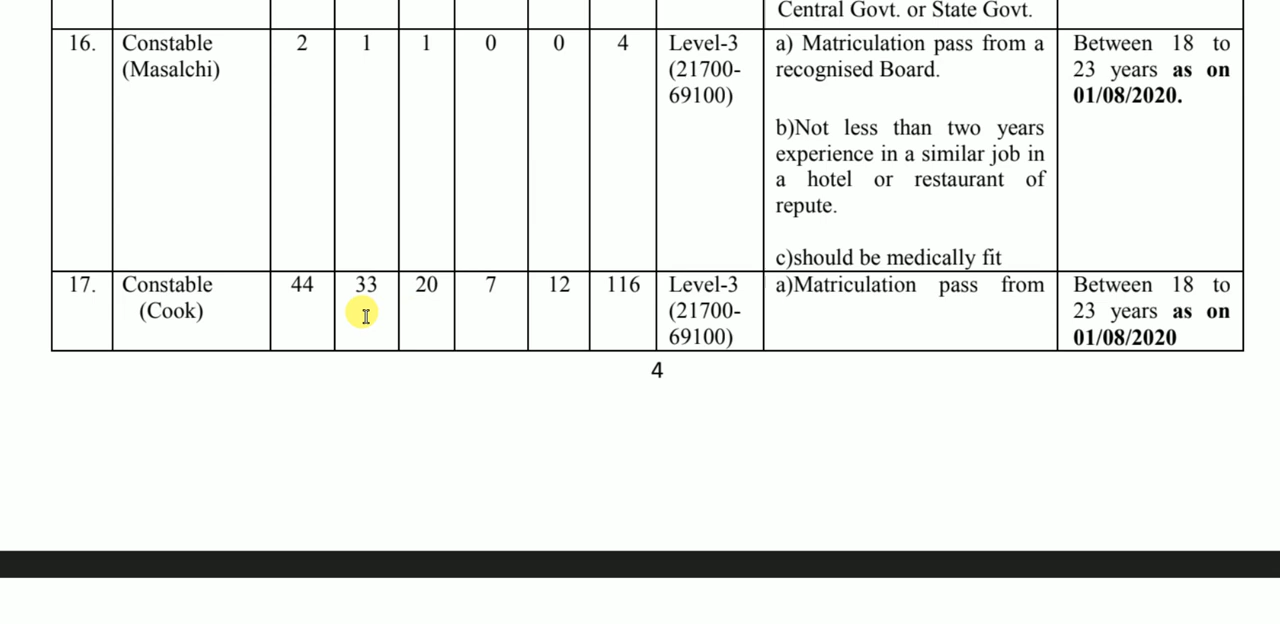 Central Govt. or State Govt.
16. Constable 2 1 1 0 0 4 Level-3 a) Matriculation pass from a Between 18 to
(Masalchi) (21700- recognised Board. 23 years as on
69100) 01/08/2020.
b)Not less than two years
experience in a similar job in
a hotel or restaurant of
repute.
c)should be medically fit
17. Constable 44 33 20 7 12 116 Level-3 a)Matriculation pass from Between 18 to
(Cook) (21700- 23 years as on
69100) 01/08/2020
4